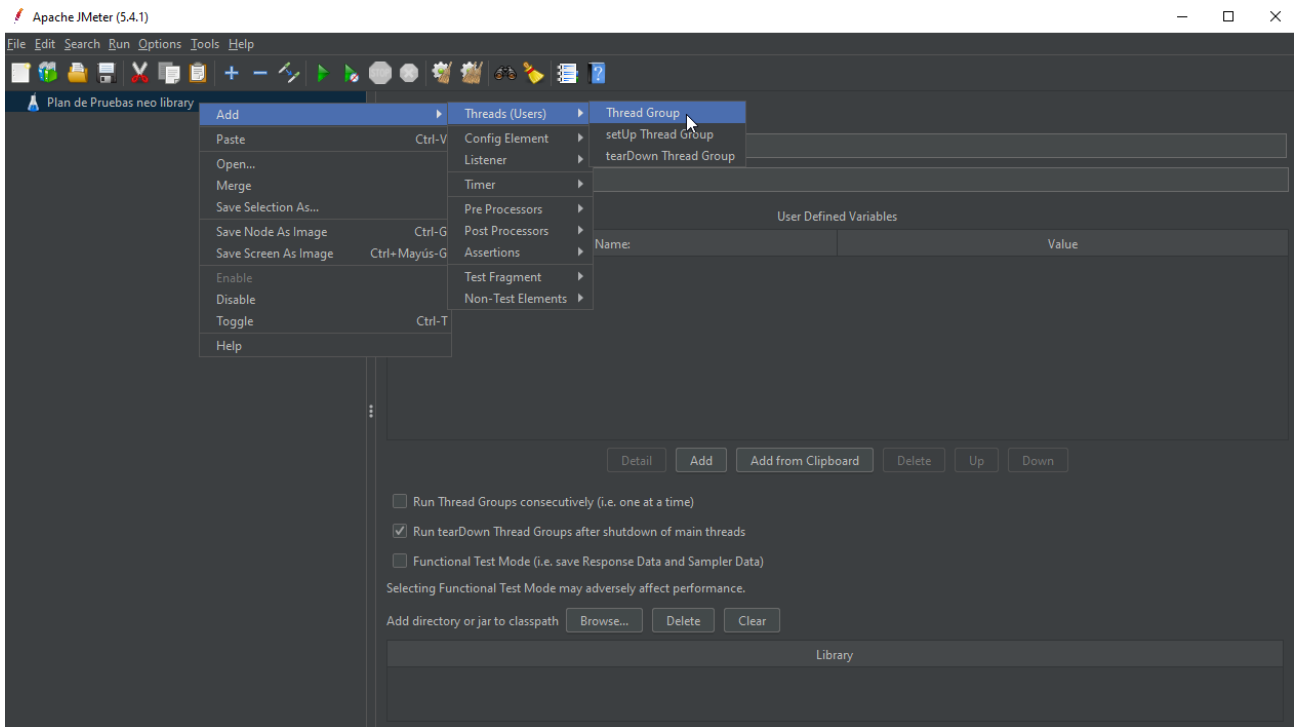 Apache JMeter (5.4.1)
File Edit Search Run Options Tools Help
Plan de Pruebas neo library
Add
Paste Ctrl-V
Open...
Merge
Save Selection As...
Save Node As Image Ctrl-G
Save Screen As Image Ctrl+Mayús-G
Enable
Disable
Toggle Ctrl-T
Help
Threads (Users)
Config Element
Listener
Timer
Pre Processors
Post Processors
Assertions
Test Fragment
Non-Test Elements
Thread Group
setUp Thread Group
tearDown Thread Group
User Defined Variables
Name: Value
Detail Add Add from Clipboard Delete Up Down
Run Thread Groups consecutively (i.e. one at a time)
Run tearDown Thread Groups after shutdown of main threads
Functional Test Mode (i.e. save Response Data and Sampler Data)
Selecting Functional Test Mode may adversely affect performance.
Add directory or jar to classpath Browse... Delete Clear
Library